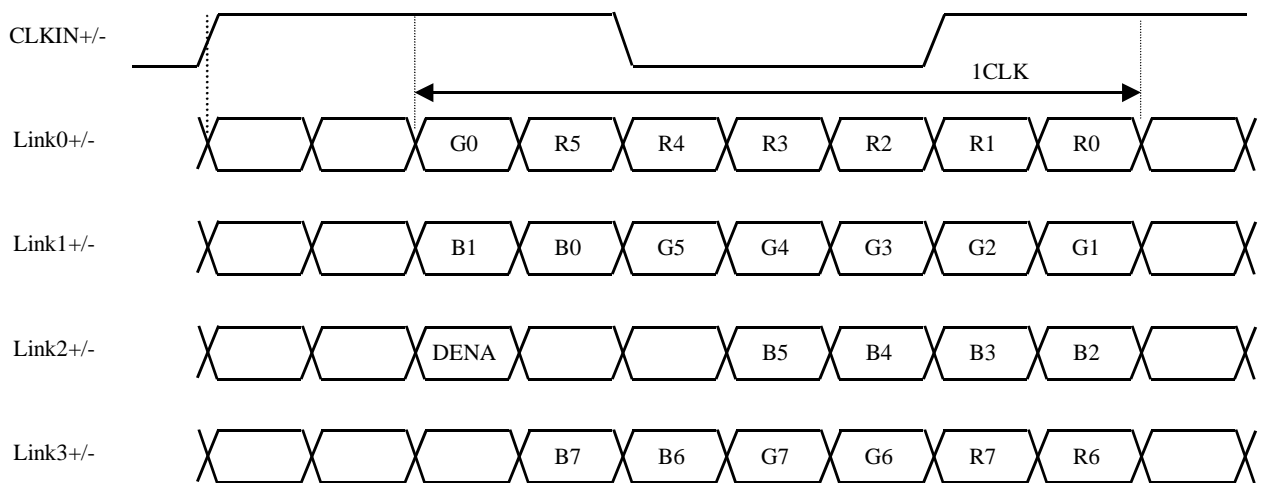 CLKIN+/-
1CLK
Link0+/- G0 R5 R4 R3 R2 R1 R0
Link1+/- B1 B0 G5 G4 G3 G2 G1
Link2+/- DENA B5 B4 B3 B2
Link3+/- B7 B6 G7 G6 R7 R6